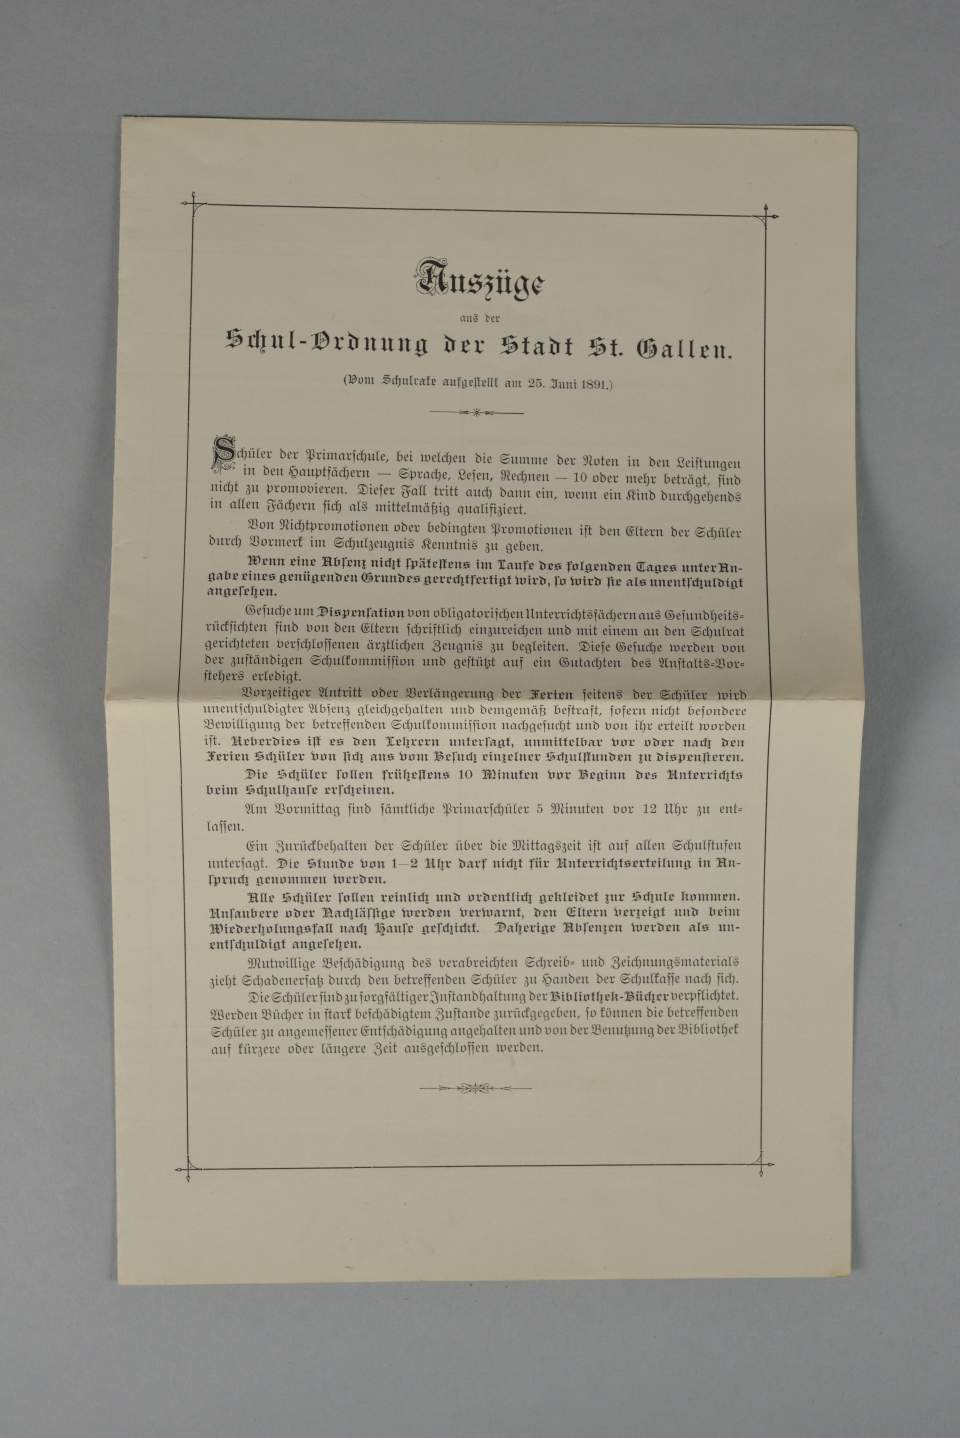 Auszüge
aus der
Schul-Ordnung der Stadt St. Gallen.
(Vom Schulrate aufgestellt am 25. Juni 1891.)
Schüler der Primarschule, bei welchen die Summe der Noten in den Leistungen
in den Hauptfächern — Sprache, Lesen, Rechnen — 10 oder mehr beträgt, sind
nicht zu promovieren. Dieser Fall tritt auch dann ein, wenn ein Kind durchgehends
in allen Fächern sich als mittelmäßig qualifiziert.
Von Nichtpromotionen oder bedingten Promotionen ist den Eltern der Schüler
durch Vormerk im Schulzeugnis Kenntnis zu geben.
Wenn eine Absenz nicht spätestens im Laufe des folgenden Tages unter An-
gabe eines genügenden Grundes gerechtfertigt wird, so wird sie als unentschuldigt
angesehen.
Gesuche um Dispensation von obligatorischen Unterrichtsfächern aus Gesundheits-
rücksichten sind von den Eltern schriftlich einzureichen und mit einem an den Schulrat
gerichteten verschlossenen ärztlichen Zeugnis zu begleiten. Diese Gesuche werden von
der zuständigen Schulkommission und gestützt auf ein Gutachten des Anstalts-Vor-
stehers erledigt.
Vorzeitiger Antritt oder Verlängerung der Ferien seitens der Schüler wird
unentschuldigter Absenz gleichgehalten und demgemäß bestraft, sofern nicht besondere
Bewilligung der betreffenden Schulkommission nachgesucht und von ihr erteilt worden
ist. Ueberdies ist es den Lehrern untersagt, unmittelbar vor oder nach den
Ferien Schüler von sich aus vom Besuch einzelner Schulstunden zu dispensieren.
Die Schüler sollen frühestens 10 Minuten vor Beginn des Unterrichts
beim Schulhause erscheinen.
Am Vormittag sind sämtliche Primarschüler 5 Minuten vor 12 Uhr zu ent-
lassen.
Ein Zurückbehalten der Schüler über die Mittagszeit ist auf allen Schulstufen
untersagt. Die Stunde von 1—2 Uhr darf nicht für Unterrichtserteilung in An-
spruch genommen werden.
Alle Schüler sollen reinlich und ordentlich gekleidet zur Schule kommen.
Unsaubere oder Nachlässige werden verwarnt, den Eltern verzeigt und beim
Wiederholungsfall nach Hause geschickt. Daherige Absenzen werden als un-
entschuldigt angesehen.
Mutwillige Beschädigung des verabreichten Schreib- und Zeichnungsmaterials
zieht Schadenersatz durch den betreffenden Schüler zu Handen der Schulkasse nach sich.
Die Schüler sind zu sorgfältiger Instandhaltung der Bibliothek-Bücher verpflichtet.
Werden Bücher in stark beschädigtem Zustande zurückgegeben, so können die betreffenden
Schüler zu angemessener Entschädigung angehalten und von der Benutzung der Bibliothek
auf kürzere oder längere Zeit ausgeschlossen werden.